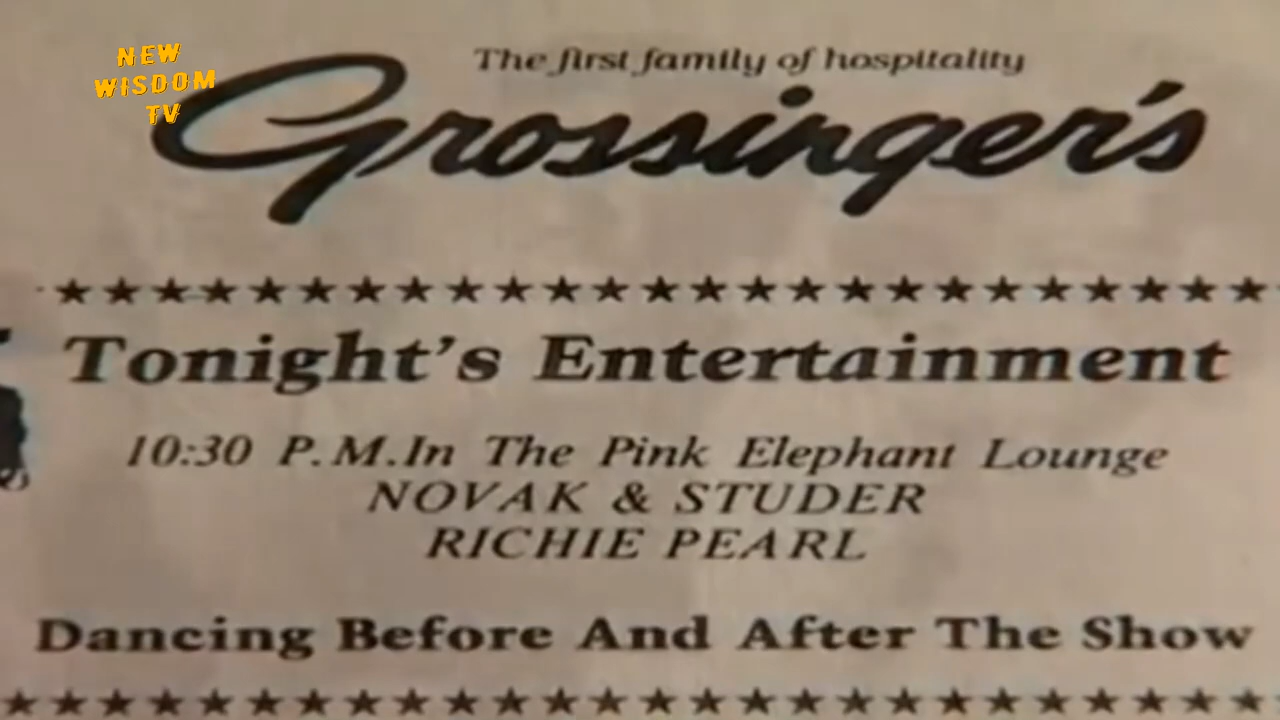 NEW
WISDOM
TV
The first family of hospitality
Grossinger's
Tonight's Entertainment
10:30 P.M.In The Pink Elephant Lounge
NOVAK & STUDER
RICHIE PEARL
Dancing Before And After The Show